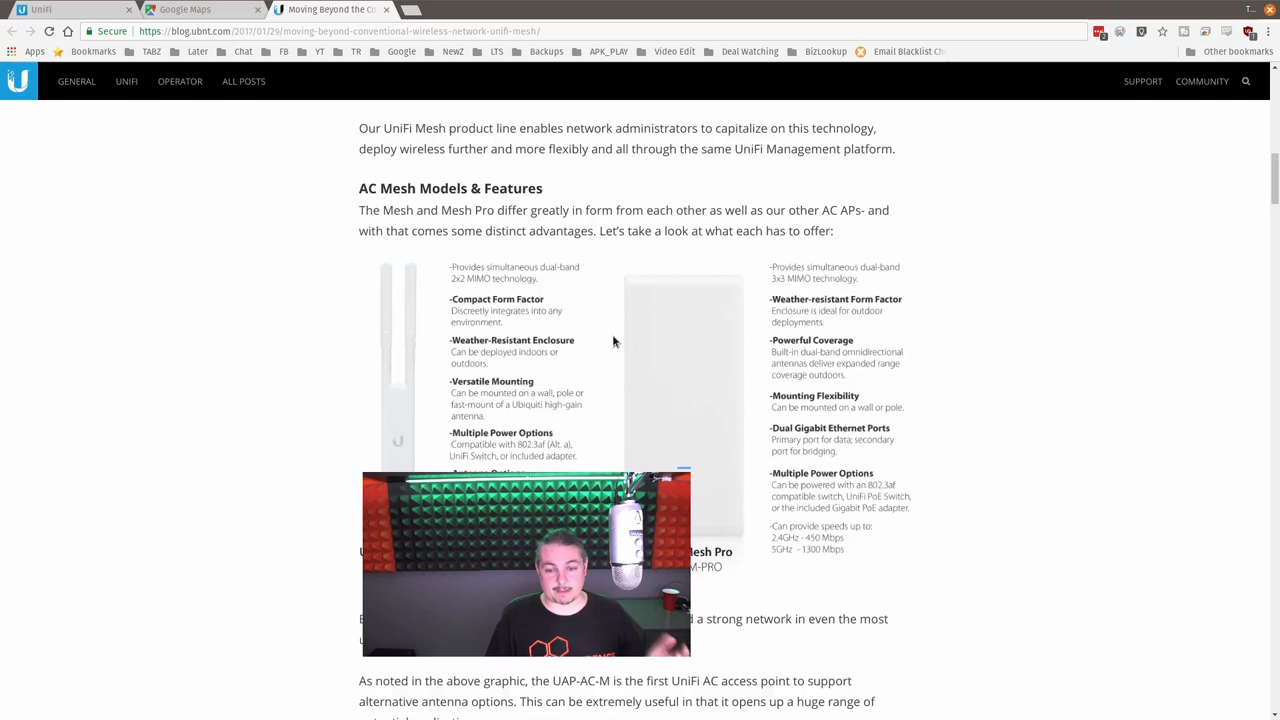 UniFi
Google Maps
Moving Beyond the Co
T...
Secure
https://blog.ubnt.com/2017/01/29/moving-beyond-conventional-wireless-network-unifi-mesh/
Apps
Bookmarks
TABZ
Later
Chat
FB
YT
TR
Google
NewZ
LTS
Backups
APK_PLAY
Video Edit
Deal Watching
BizLookup
Email Blacklist Ch
Other bookmarks
GENERAL
UNIFI
OPERATOR
ALL POSTS
SUPPORT
COMMUNITY
Our UniFi Mesh product line enables network administrators to capitalize on this technology,
deploy wireless further and more flexibly and all through the same UniFi Management platform.
AC Mesh Models & Features
The Mesh and Mesh Pro differ greatly in form from each other as well as our other AC APs- and
with that comes some distinct advantages. Let's take a look at what each has to offer:
-Provides simultaneous dual-band
2x2 MIMO technology.
-Compact Form Factor
Discreetly integrates into any
environment.
-Weather-Resistant Enclosure
Can be deployed indoors or
outdoors.
-Versatile Mounting
Can be mounted on a wall, pole or
fast-mount of a Ubiquiti high-gain
antenna.
-Multiple Power Options
Compatible with 802.3af (Alt. a),
UniFi Switch, or included adapter.
-Provides simultaneous dual-band
3x3 MIMO technology.
-Weather-resistant Form Factor
Enclosure is ideal for outdoor
deployments.
-Powerful Coverage
Built-in dual-band omnidirectional
antennas deliver expanded range
coverage outdoors.
-Mounting Flexibility
Can be mounted on a wall or pole.
-Dual Gigabit Ethernet Ports
Primary port for data; secondary
port for bridging.
-Multiple Power Options
Can be powered with an 802.3af
compatible switch, UniFi PoE Switch,
or the included Gigabit PoE adapter.
-Can provide speeds up to:
2.4GHz - 450 Mbps
5GHz - 1300 Mbps
Mesh Pro
M-PRO
a strong network in even the most
As noted in the above graphic, the UAP-AC-M is the first UniFi AC access point to support
alternative antenna options. This can be extremely useful in that it opens up a huge range of